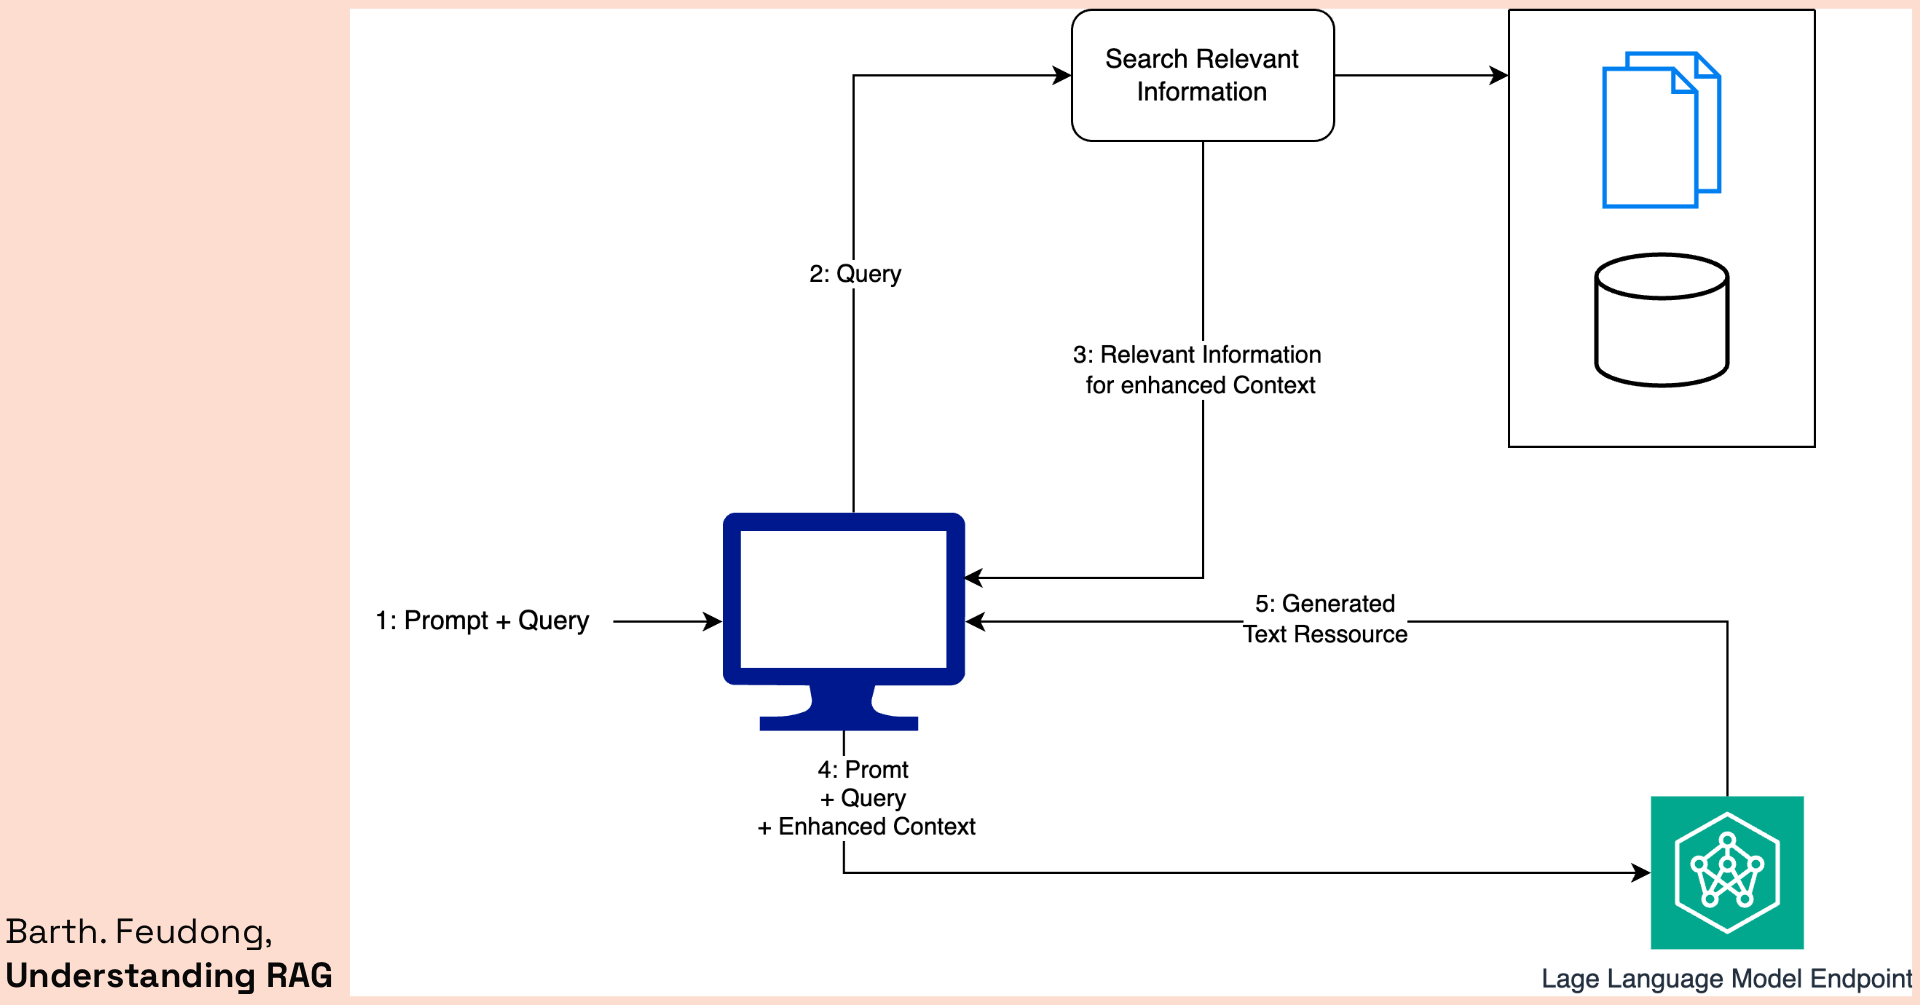 Search Relevant
Information
2: Query
3: Relevant Information
for enhanced Context
1: Prompt + Query
5: Generated
Text Ressource
4: Promt
+ Query
+ Enhanced Context
Barth. Feudong,
Understanding RAG
Lage Language Model Endpoint